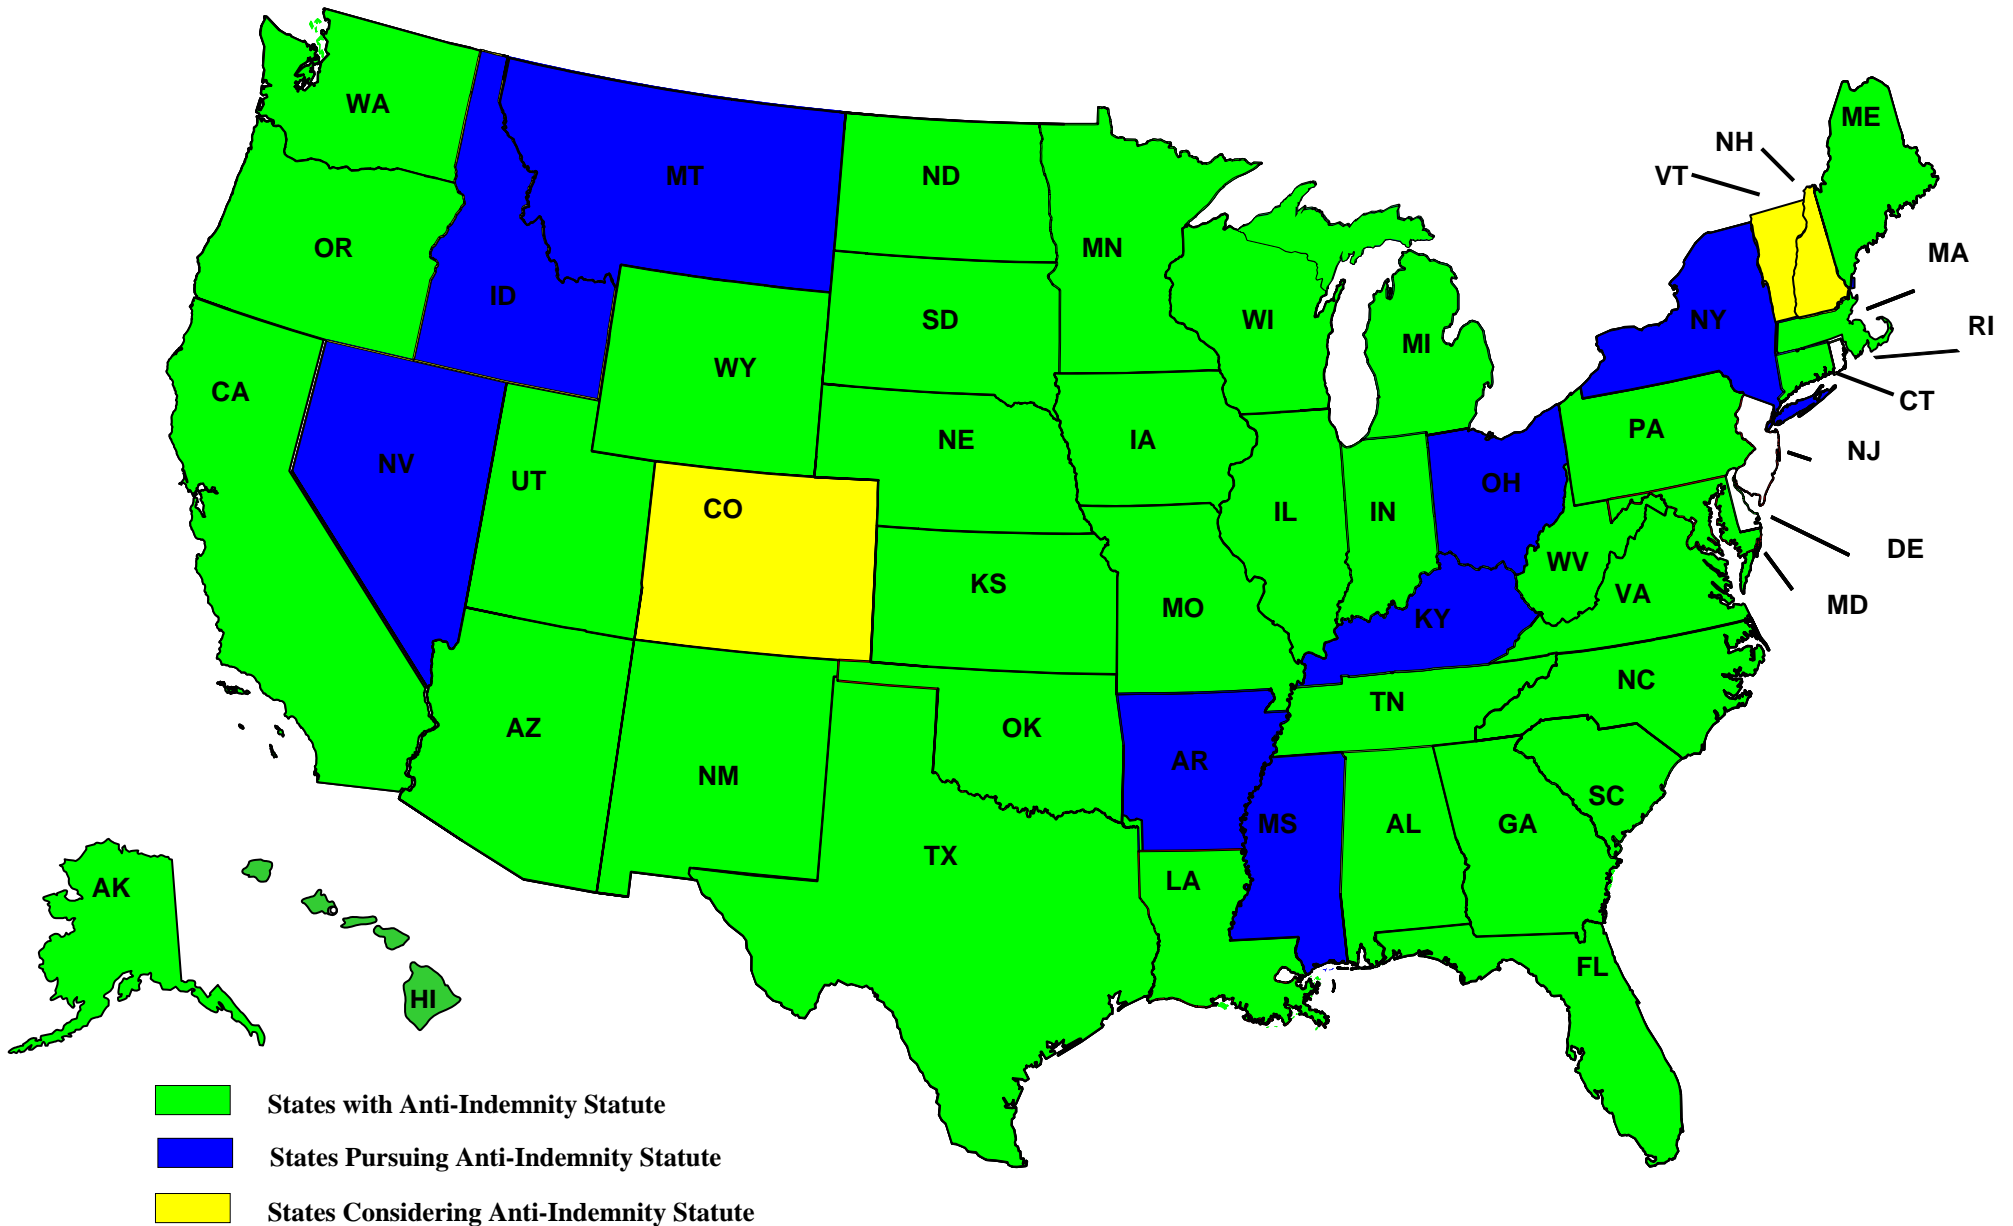 WA
ME
NH
VT
MT
ND
OR
MN
MA
ID
SD
WI
NY
RI
MI
WY
CA
CT
PA
NE
IA
NV
NJ
UT
OH
CO
IL
IN
DE
WV
KS
VA
MO
MD
KY
NC
TN
AZ
OK
AR
NM
SC
MS
AL
GA
TX
LA
AK
FL
HI
States with Anti-Indemnity Statute
States Pursuing Anti-Indemnity Statute
States Considering Anti-Indemnity Statute